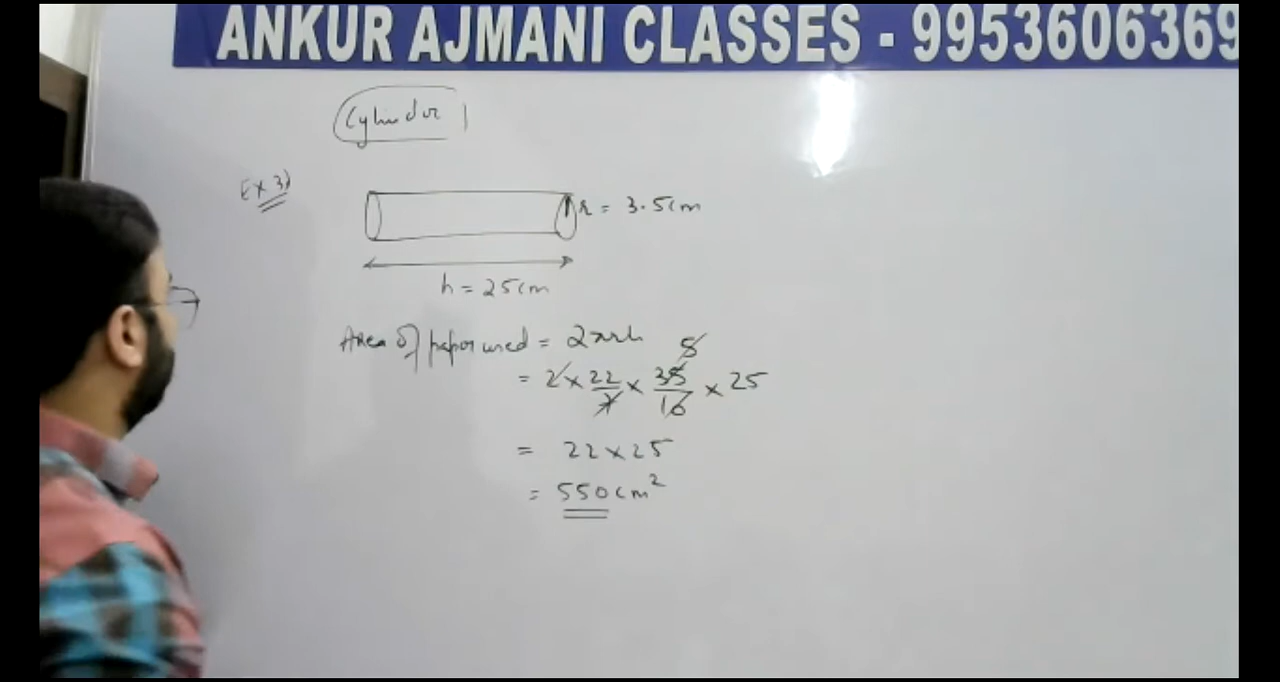 ANKUR AJMANI CLASSES - 9953606369
Cylinder
Ex 3)
r = 3.5cm
h = 25cm
Area of paper used = 2πrh
= 2 × 22/7 × 35/10 × 25
5
= 22 × 25
= 550cm²